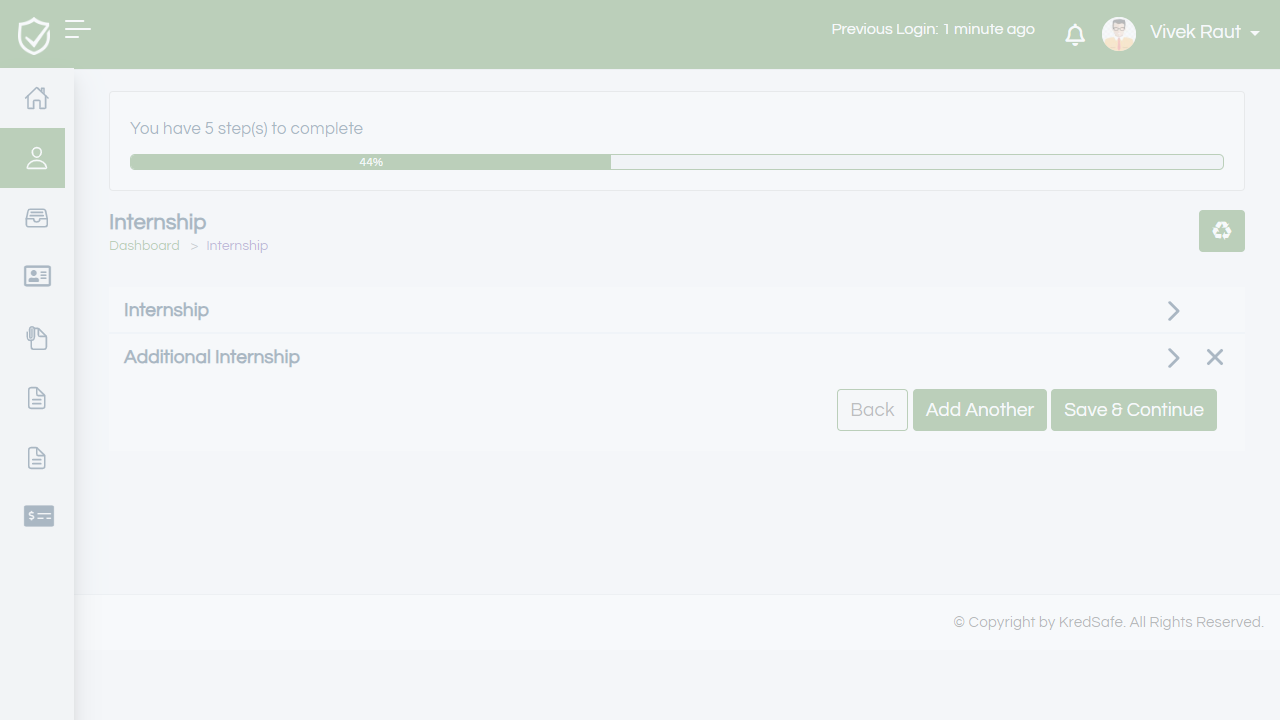 Previous Login: 1 minute ago
Vivek Raut
You have 5 step(s) to complete
44%
Internship
Dashboard > Internship
Internship
Additional Internship
Back
Add Another
Save & Continue
© Copyright by KredSafe. All Rights Reserved.